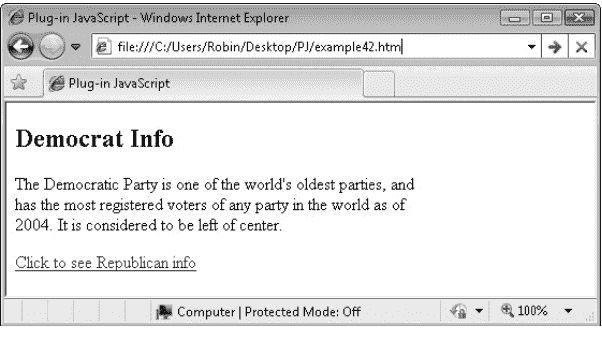 Plug-in JavaScript - Windows Internet Explorer
file:///C:/Users/Robin/Desktop/PJ/example42.htm
Plug-in JavaScript
Democrat Info
The Democratic Party is one of the world's oldest parties, and
has the most registered voters of any party in the world as of
2004. It is considered to be left of center.
Click to see Republican info
Computer | Protected Mode: Off
100%